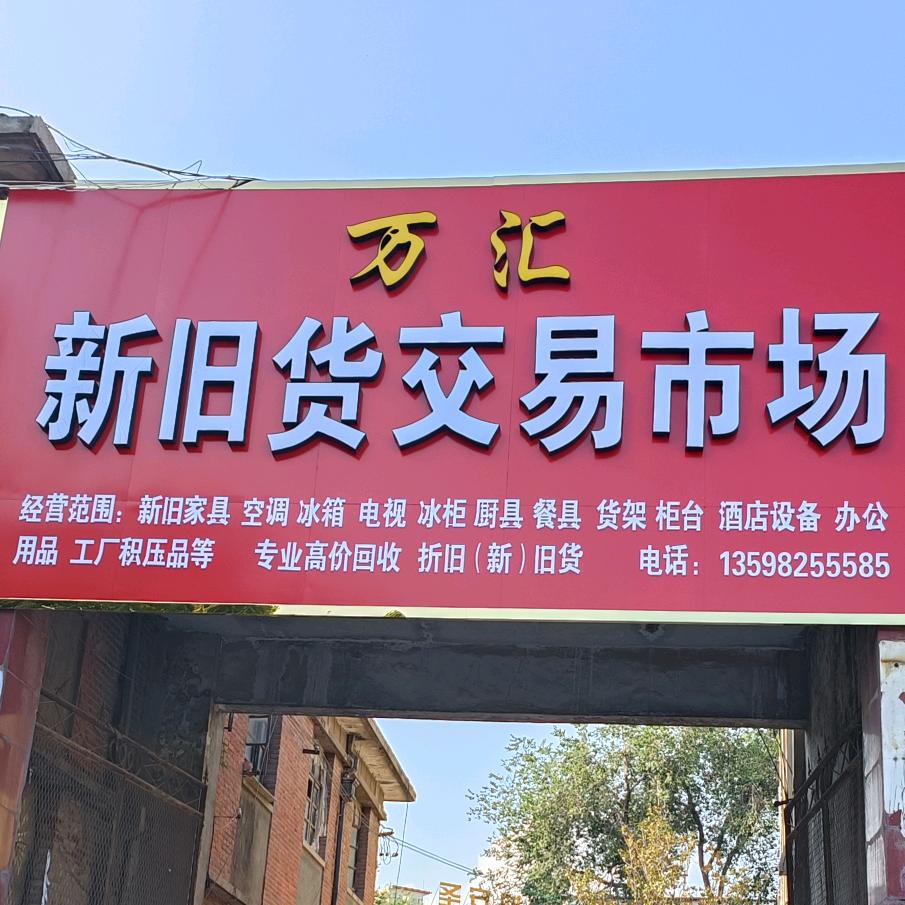 万汇
新旧货交易市场
经营范围：新旧家具 空调 冰箱 电视 冰柜 厨具 餐具 货架 柜台 酒店设备 办公
用品 工厂积压品等 专业高价回收 折旧（新）旧货 电话：13598255585